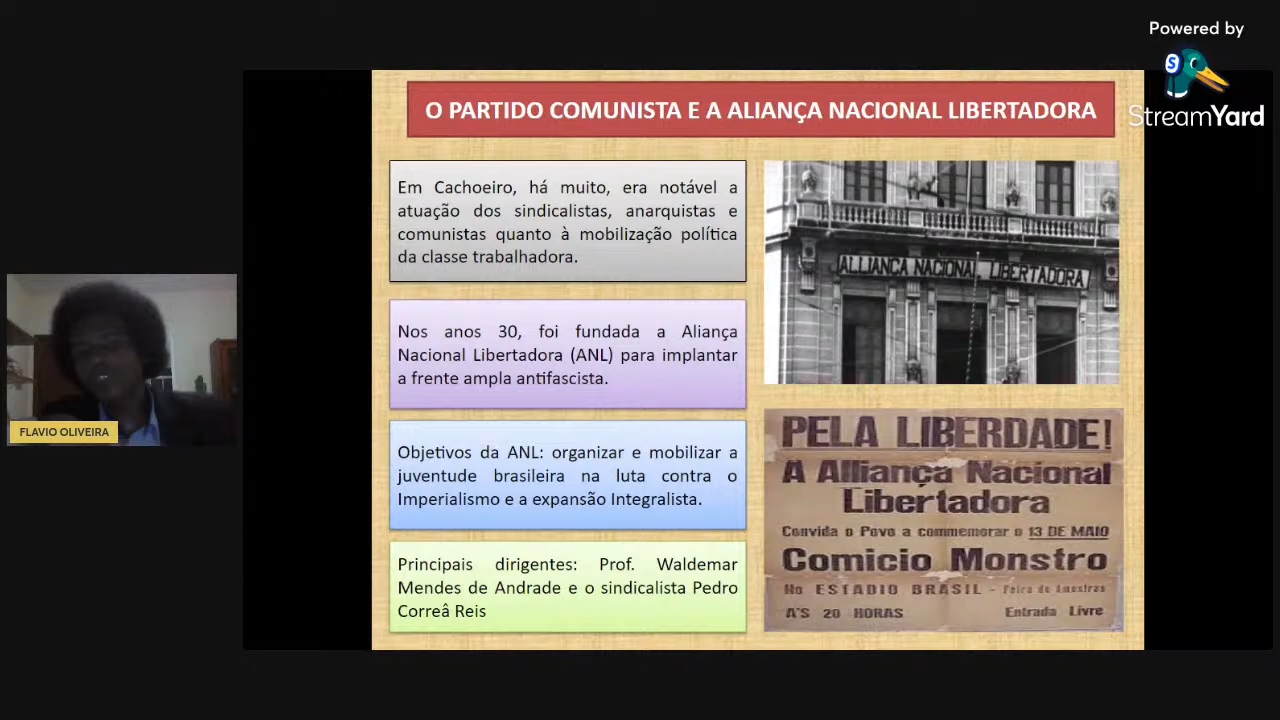 Powered by
StreamYard
O PARTIDO COMUNISTA E A ALIANÇA NACIONAL LIBERTADORA
Em Cachoeiro, há muito, era notável a
atuação dos sindicalistas, anarquistas e
comunistas quanto à mobilização política
da classe trabalhadora.
Nos anos 30, foi fundada a Aliança
Nacional Libertadora (ANL) para implantar
a frente ampla antifascista.
Objetivos da ANL: organizar e mobilizar a
juventude brasileira na luta contra o
Imperialismo e a expansão Integralista.
Principais dirigentes: Prof. Waldemar
Mendes de Andrade e o sindicalista Pedro
Correâ Reis
ALLIANÇA NACIONAL LIBERTADORA
PELA LIBERDADE!
A Alliança Nacional
Libertadora
Convida o Povo a commemorar o 13 DE MAIO
Comicio Monstro
No ESTADIO BRASIL - Feira de Amostras
A'S 20 HORAS Entrada Livre
FLAVIO OLIVEIRA